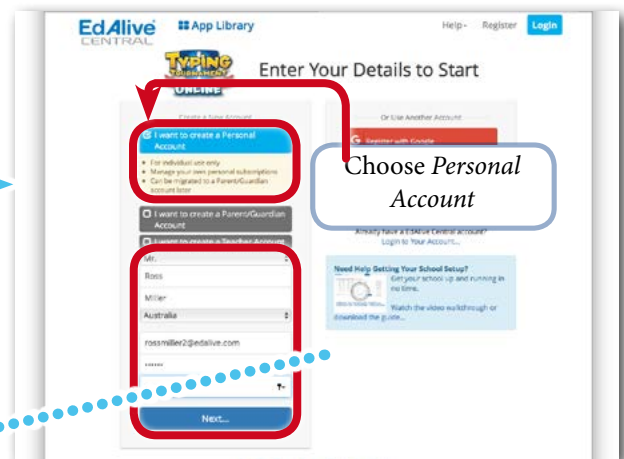 EdAlive
CENTRAL
App Library
Help
Register
Login
TYPING
TOURNAMENT
ONLINE
Enter Your Details to Start
Create a New Account
I want to create a Personal
Account
For individual use only
Manage your own personal subscriptions
Can be migrated to a Parent/Guardian
account later
I want to create a Parent/Guardian
Account
I want to create a Teacher Account
Mr.
Ross
Miller
Australia
rossmiller2@edalive.com
••••••
Next...
Or Use Another Account
G Register with Google
Choose Personal
Account
Already have a EdAlive Central account?
Login to Your Account...
Need Help Getting Your School Setup?
Get your school up and running in
no time.
Watch the video walkthrough or
download the guide...